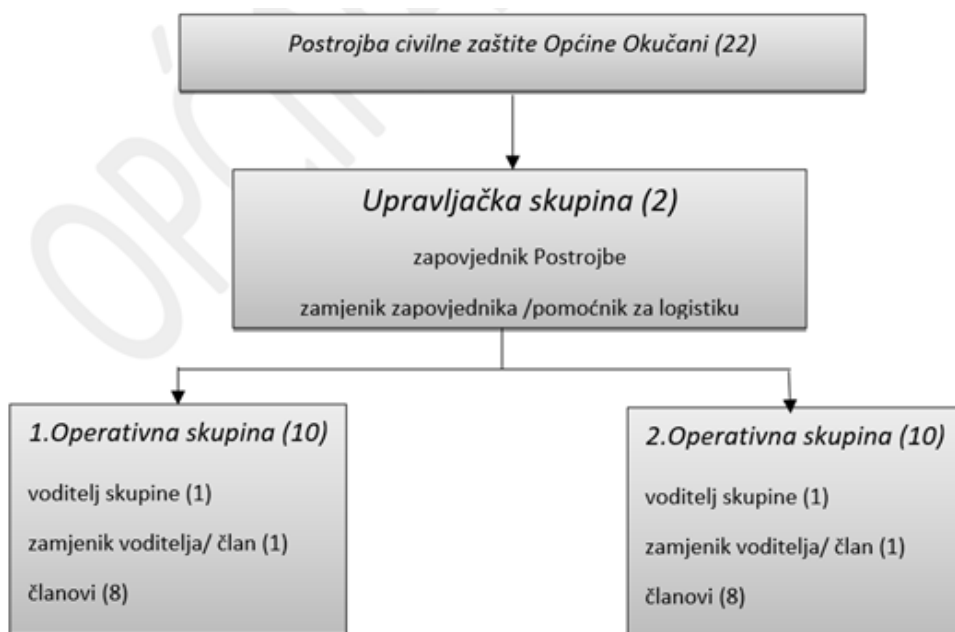 Postrojba civilne zaštite Općine Okučani (22)
Upravljačka skupina (2)
zapovjednik Postrojbe
zamjenik zapovjednika /pomoćnik za logistiku
1.Operativna skupina (10)
voditelj skupine (1)
zamjenik voditelja/ član (1)
članovi (8)
2.Operativna skupina (10)
voditelj skupine (1)
zamjenik voditelja/ član (1)
članovi (8)